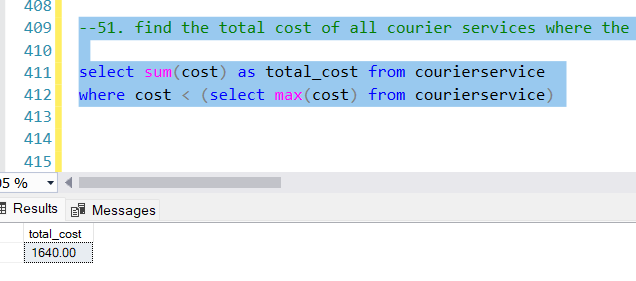 408
409 --51. find the total cost of all courier services where the
410
411 select sum(cost) as total_cost from courierservice
412 where cost < (select max(cost) from courierservice)
413
414
415
%
Results Messages
total_cost
1640.00